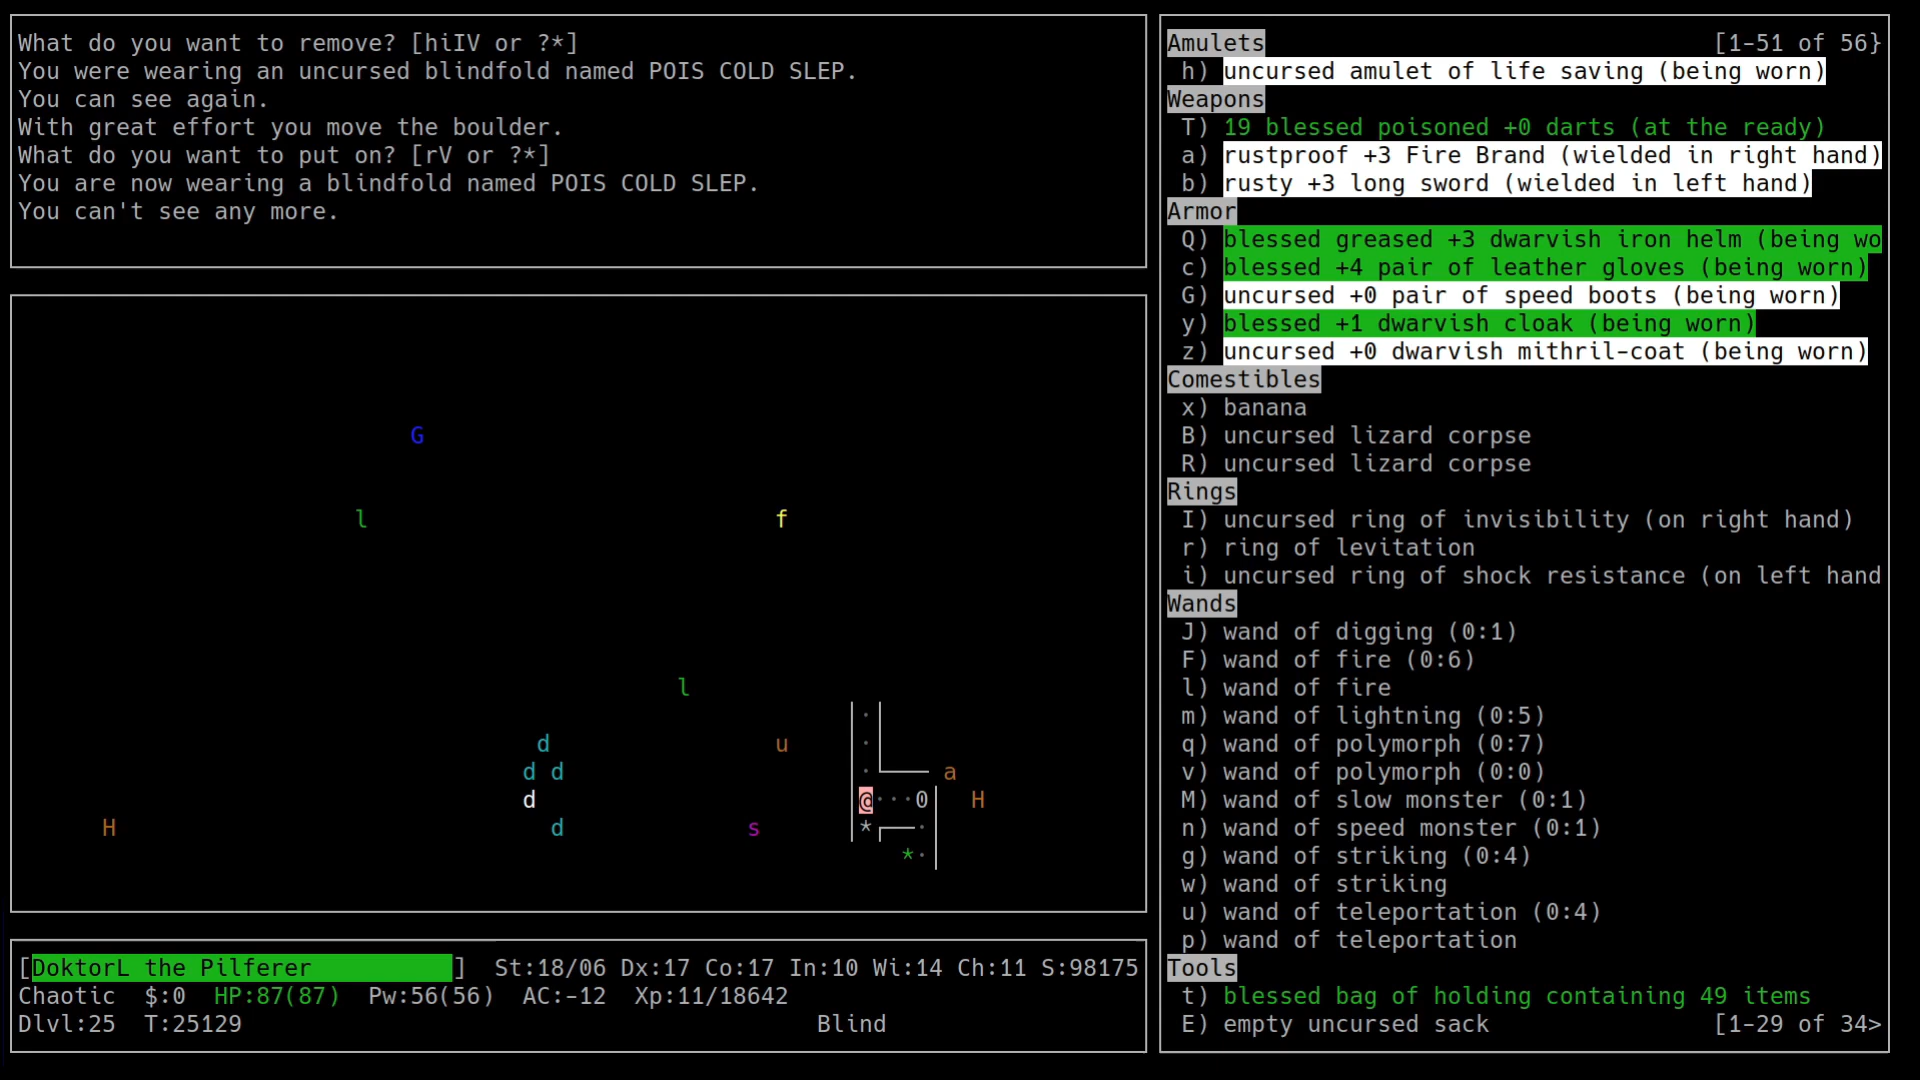 What do you want to remove? [hiIV or ?*]
You were wearing an uncursed blindfold named POIS COLD SLEP.
You can see again.
With great effort you move the boulder.
What do you want to put on? [rV or ?*]
You are now wearing a blindfold named POIS COLD SLEP.
You can't see any more.
G
l f
l
d u
d d a
d @···0 H
H d s *
*·
[DoktorL the Pilferer ] St:18/06 Dx:17 Co:17 In:10 Wi:14 Ch:11 S:98175
Chaotic $:0 HP:87(87) Pw:56(56) AC:-12 Xp:11/18642
Dlvl:25 T:25129 Blind
Amulets [1-51 of 56}
h) uncursed amulet of life saving (being worn)
Weapons
T) 19 blessed poisoned +0 darts (at the ready)
a) rustproof +3 Fire Brand (wielded in right hand)
b) rusty +3 long sword (wielded in left hand)
Armor
Q) blessed greased +3 dwarvish iron helm (being wo
c) blessed +4 pair of leather gloves (being worn)
G) uncursed +0 pair of speed boots (being worn)
y) blessed +1 dwarvish cloak (being worn)
z) uncursed +0 dwarvish mithril-coat (being worn)
Comestibles
x) banana
B) uncursed lizard corpse
R) uncursed lizard corpse
Rings
I) uncursed ring of invisibility (on right hand)
r) ring of levitation
i) uncursed ring of shock resistance (on left hand
Wands
J) wand of digging (0:1)
F) wand of fire (0:6)
l) wand of fire
m) wand of lightning (0:5)
q) wand of polymorph (0:7)
v) wand of polymorph (0:0)
M) wand of slow monster (0:1)
n) wand of speed monster (0:1)
g) wand of striking (0:4)
w) wand of striking
u) wand of teleportation (0:4)
p) wand of teleportation
Tools
t) blessed bag of holding containing 49 items
E) empty uncursed sack [1-29 of 34>